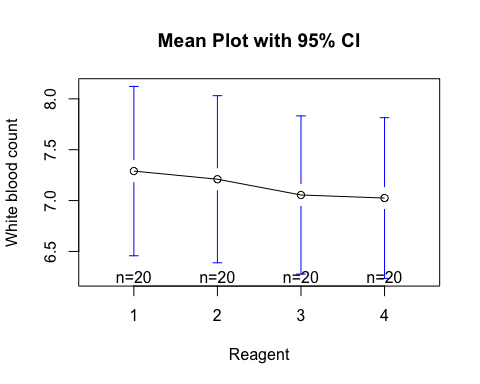 Mean Plot with 95% CI
White blood count
8.0
7.5
7.0
6.5
n=20 n=20 n=20 n=20
1 2 3 4
Reagent